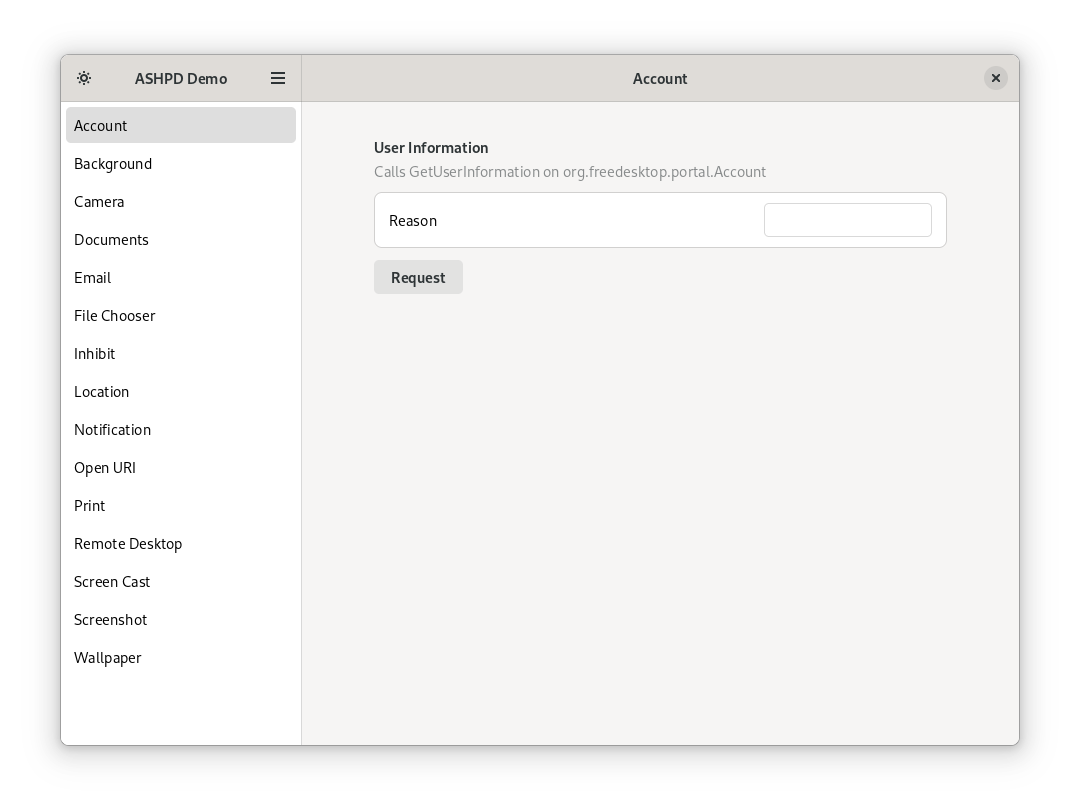 ASHPD Demo
Account
Account
Background
Camera
Documents
Email
File Chooser
Inhibit
Location
Notification
Open URI
Print
Remote Desktop
Screen Cast
Screenshot
Wallpaper
User Information
Calls GetUserInformation on org.freedesktop.portal.Account
Reason
Request